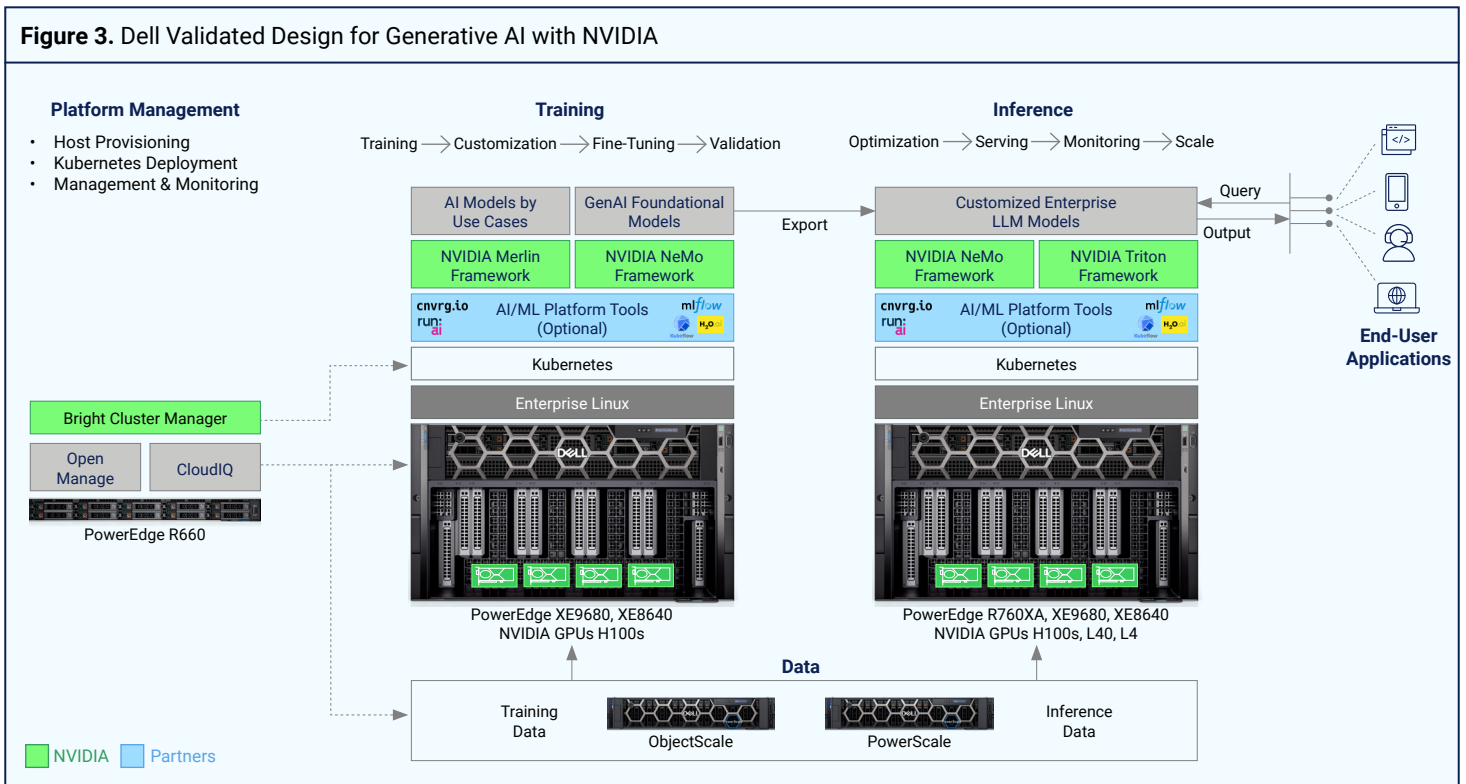 Figure 3. Dell Validated Design for Generative AI with NVIDIA
Platform Management
• Host Provisioning
• Kubernetes Deployment
• Management & Monitoring
Training
Training Customization Fine-Tuning Validation
Inference
Optimization Serving Monitoring Scale
AI Models by
Use Cases
GenAI Foundational
Models
Export
Customized Enterprise
LLM Models
Query
Output
NVIDIA Merlin
Framework
NVIDIA NeMo
Framework
NVIDIA NeMo
Framework
NVIDIA Triton
Framework
cnvrg.io
run:
ai
AI/ML Platform Tools
(Optional)
mlflow
Kubeflow
H2O.ai
cnvrg.io
run:
ai
AI/ML Platform Tools
(Optional)
mlflow
Kubeflow
H2O.ai
</>
End-User
Applications
Kubernetes
Kubernetes
Enterprise Linux
Enterprise Linux
Bright Cluster Manager
Open
Manage
CloudIQ
PowerEdge R660
DELL
DELL
PowerEdge XE9680, XE8640
NVIDIA GPUs H100s
PowerEdge R760XA, XE9680, XE8640
NVIDIA GPUs H100s, L40, L4
Data
Training
Data
DELL
ObjectScale
DELL
PowerScale
Inference
Data
NVIDIA
Partners